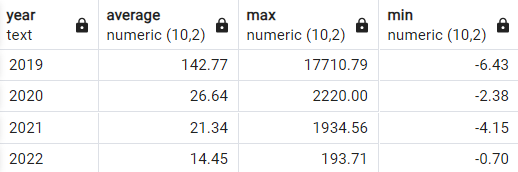 year average max min
text numeric (10,2) numeric (10,2) numeric (10,2)
2019 142.77 17710.79 -6.43
2020 26.64 2220.00 -2.38
2021 21.34 1934.56 -4.15
2022 14.45 193.71 -0.70